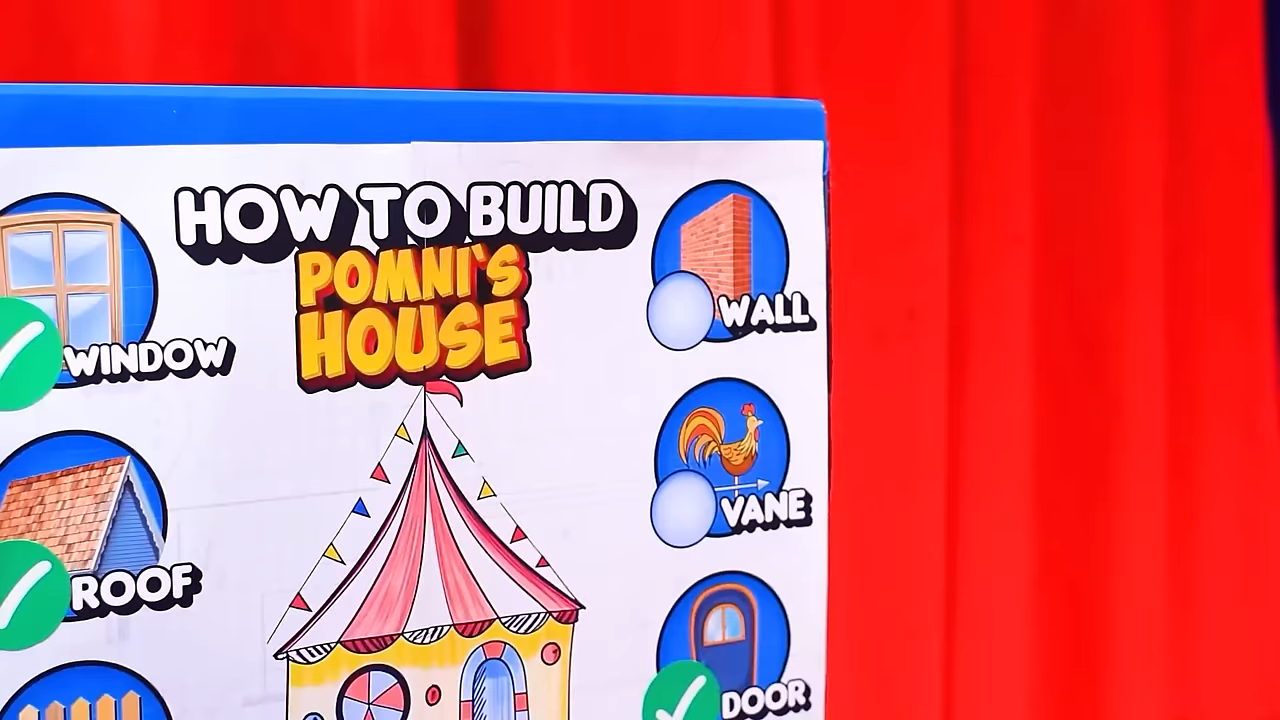 HOW TO BUILD
POMNI'S
HOUSE
WINDOW
ROOF
WALL
VANE
DOOR